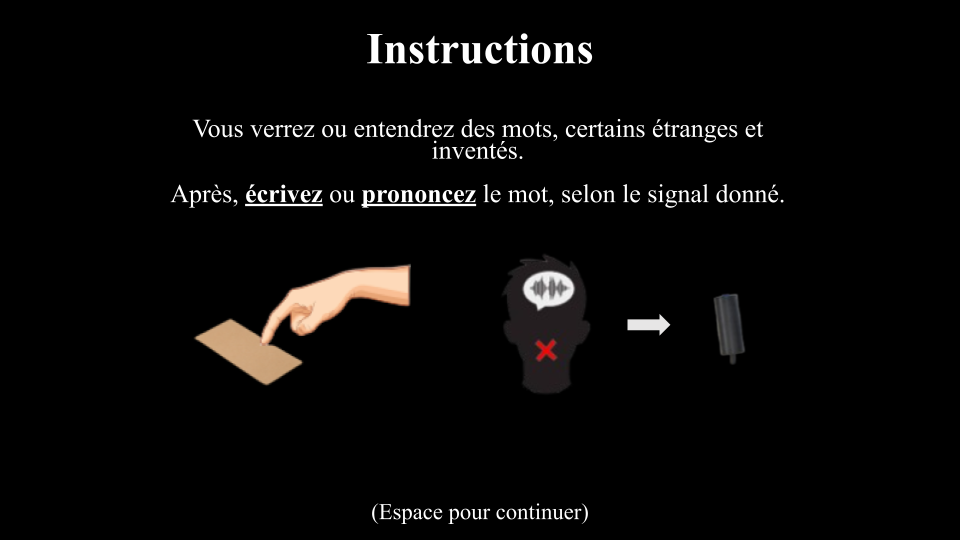 Instructions
Vous verrez ou entendrez des mots, certains étranges et
inventés.
Après, écrivez ou prononcez le mot, selon le signal donné.
(Espace pour continuer)